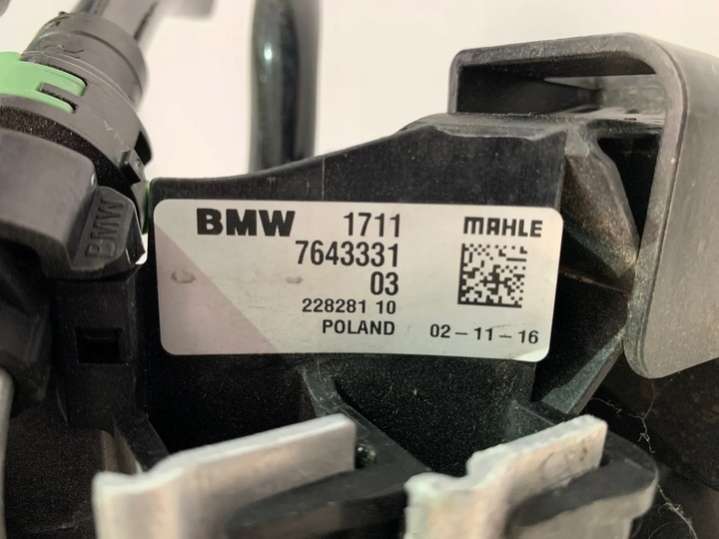 BMW 1711 MAHLE
7643331
03
228281 10
POLAND 02-11-16
BMW